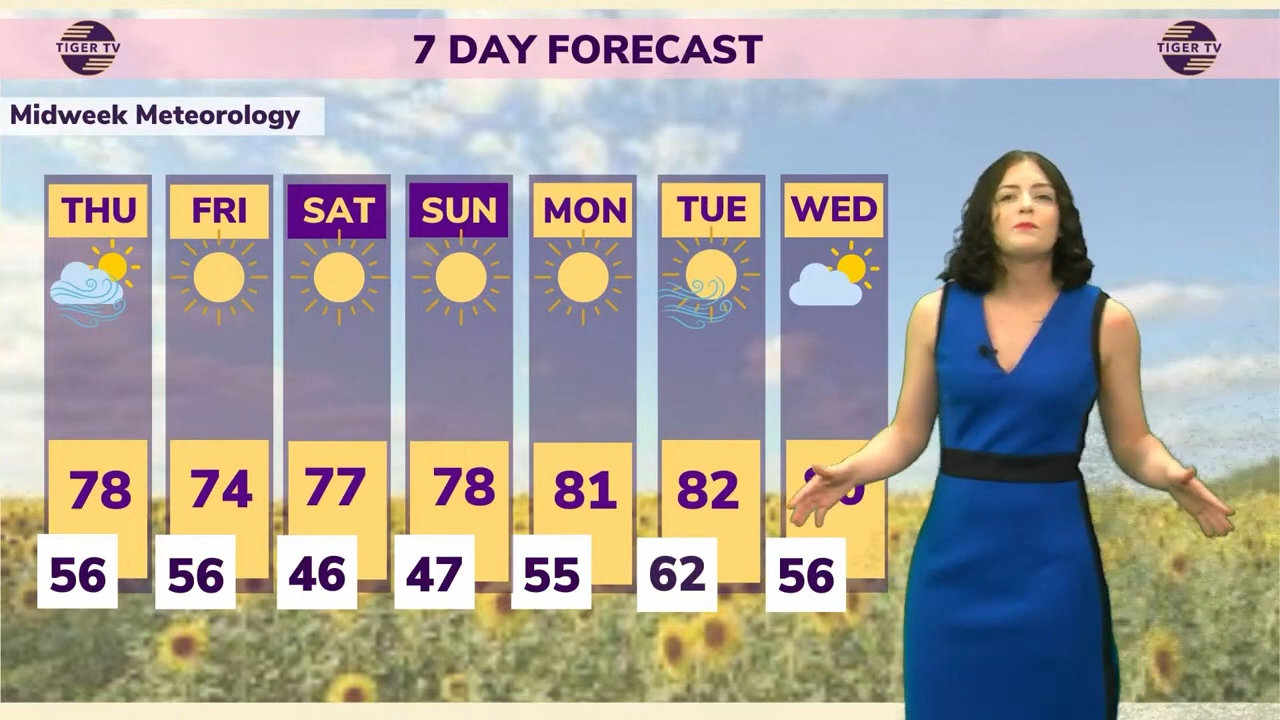 TIGER TV
7 DAY FORECAST
TIGER TV
Midweek Meteorology
THU FRI SAT SUN MON TUE WED
78 74 77 78 81 82
56 56 46 47 55 62 56